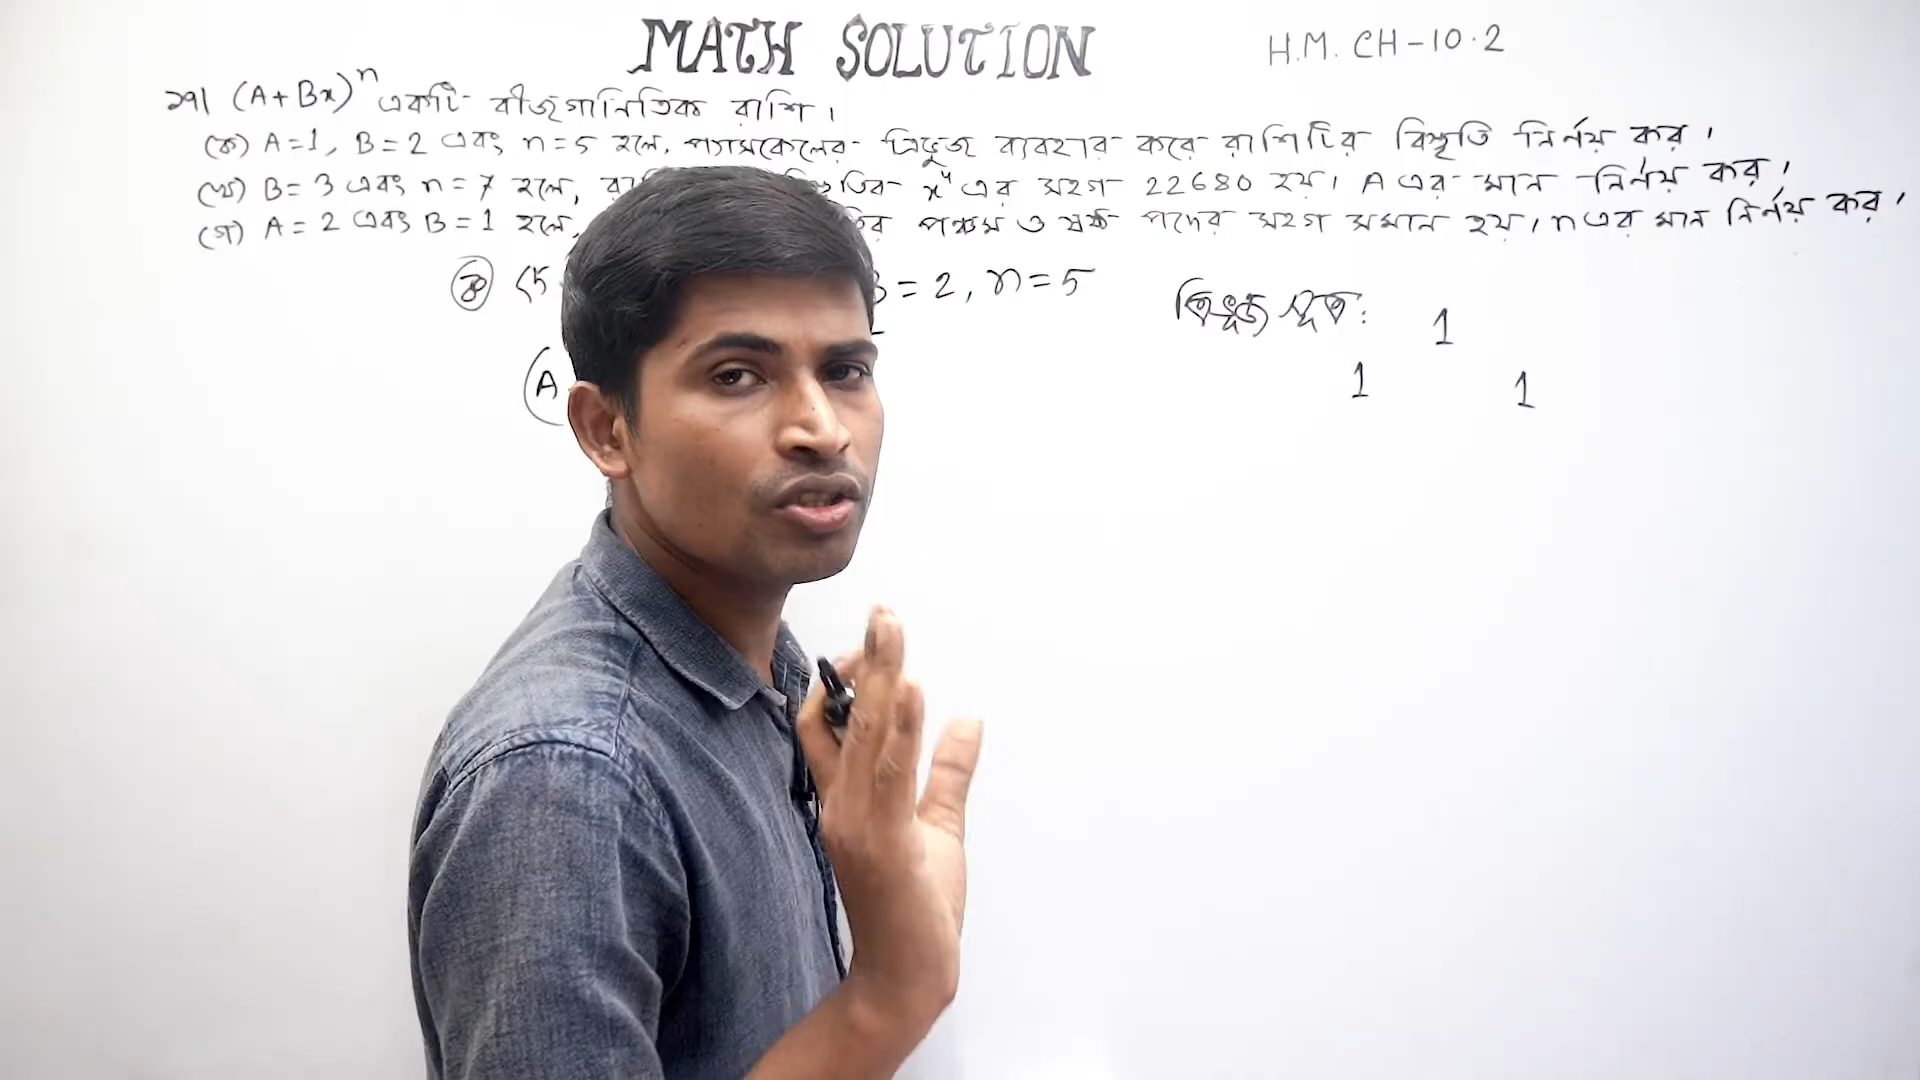 MATH SOLUTION
H.M. CH-10.2
১৭। (A+Bx)ⁿ একটি বীজগানিতিক রাশি।
(ক) A=1, B=2 এবং n=5 হলে, প্যাসকেলের ত্রিভুজ ব্যবহার করে রাশিটির বিস্তৃতি নির্ণয় কর।
(খ) B=3 এবং n=7 হলে, x⁴ এর সহগ 22680 হয়। A এর মান নির্ণয় কর।
(গ) A=2 এবং B=1 হলে, পঞ্চম ও ষষ্ঠ পদের সহগ সমান হয়, n এর মান নির্ণয় কর।
ক = 2, n=5
(A
1
1 1